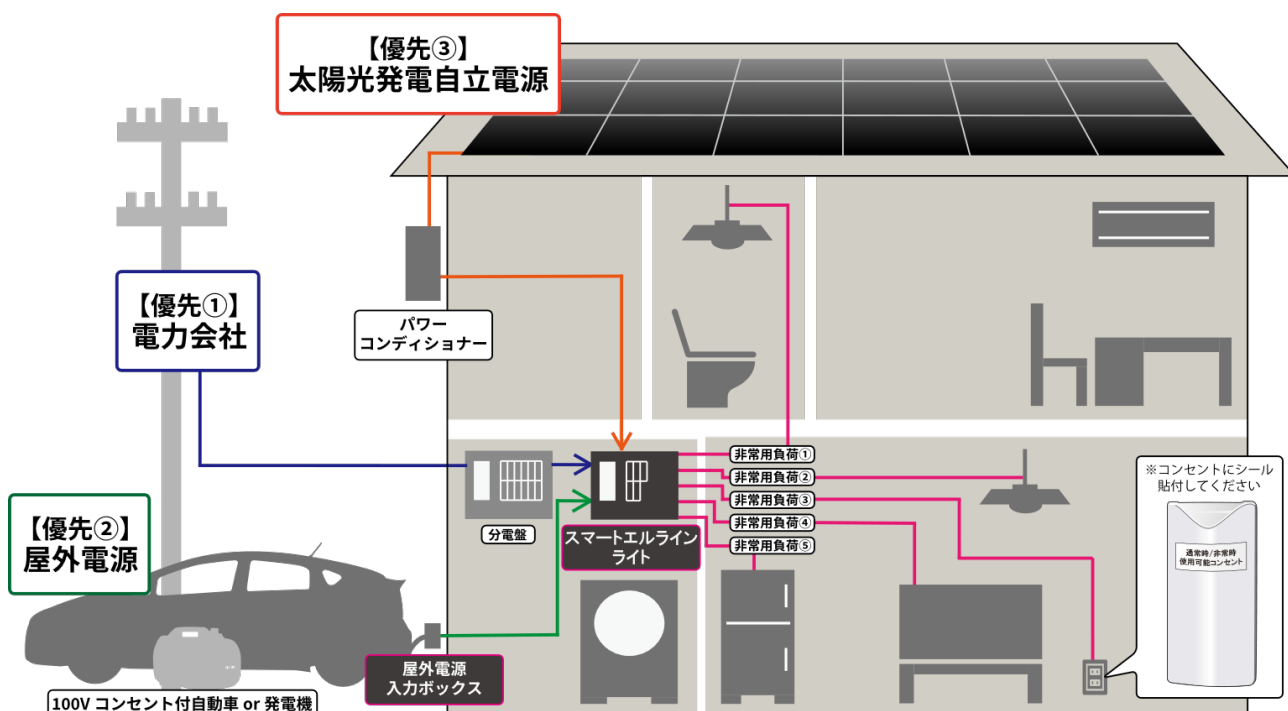 【優先③】
太陽光発電自立電源
【優先①】
電力会社
パワー
コンディショナー
【優先②】
屋外電源
分電盤
スマートエルライン
ライト
非常用負荷①
非常用負荷②
非常用負荷③
非常用負荷④
非常用負荷⑤
※コンセントにシール
貼付してください
通常時/非常時
使用可能コンセント
屋外電源
入力ボックス
100V コンセント付自動車 or 発電機